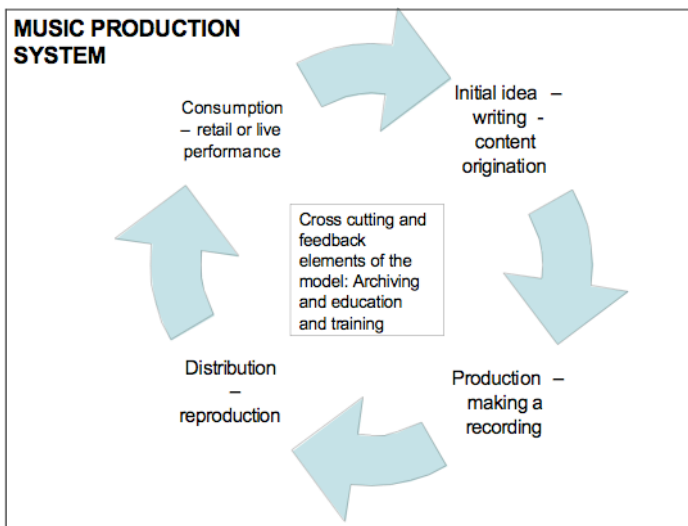 MUSIC PRODUCTION
SYSTEM
Consumption
– retail or live
performance
Initial idea –
writing -
content
origination
Cross cutting and
feedback
elements of the
model: Archiving
and education
and training
Distribution
–
reproduction
Production –
making a
recording